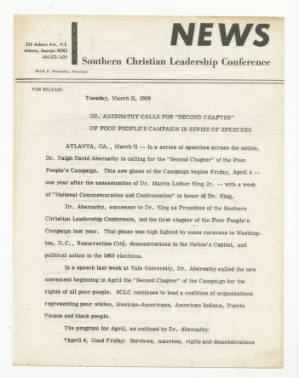 NEWS
334 Auburn Ave., N.E.
Atlanta, Georgia 30303
404-522-1420
Southern Christian Leadership Conference
Ralph D. Abernathy, President
FOR RELEASE:
Tuesday, March 11, 1969
DR. ABERNATHY CALLS FOR "SECOND CHAPTER"
OF POOR PEOPLE'S CAMPAIGN IN SERIES OF SPEECHES
ATLANTA, GA., March 11 -- In a series of speeches across the nation,
Dr. Ralph David Abernathy is calling for the "Second Chapter" of the Poor
People's Campaign. This new phase of the Campaign begins Friday, April 4 --
one year after the assassination of Dr. Martin Luther King Jr. -- with a week
of "National Commemoration and Confrontation" in honor of Dr. King.
Dr. Abernathy, successor to Dr. King as President of the Southern
Christian Leadership Conference, led the first chapter of the Poor People's
Campaign last year. That phase was high lighted by mass caravans to Washing-
ton, D.C., Resurrection City, demonstrations in the Nation's Capital, and
political action in the 1968 elections.
In a speech last week at Yale University, Dr. Abernathy called the new
movement beginning in April the "Second Chapter" of the Campaign for the
rights of all poor people. SCLC continues to lead a coalition of organizations
representing poor whites, Mexican-Americans, American Indians, Puerto
Ricans and black people.
The program for April, as outlined by Dr. Abernathy:
*April 4, Good Friday: Services, marches, vigils and demonstrations